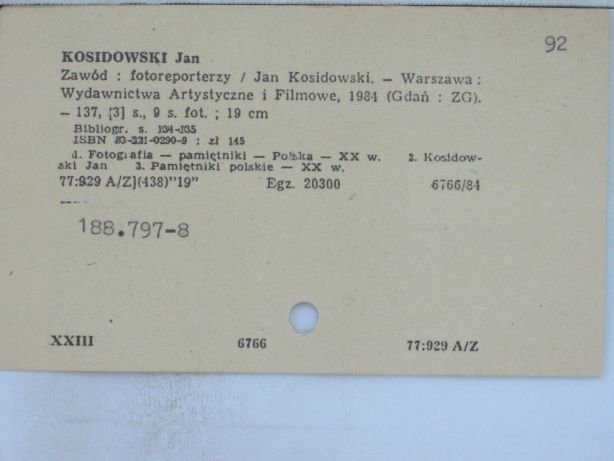 92
KOSIDOWSKI Jan
Zawód : fotoreporterzy / Jan Kosidowski. — Warszawa :
Wydawnictwa Artystyczne i Filmowe, 1984 (Gdań : ZG).
— 137, [3] s., 9 s. fot. ; 19 cm
Bibliogr. s. 134-135
ISBN 83-221-0290-9 : zł 145
1. Fotografia — pamiętniki — Polska — XX w. 2. Kosidow-
ski Jan 3. Pamiętniki polskie — XX w.
77:929 A/Z](438)"19" Egz. 20300 6766/84
188.797-8
XXIII 6766 77:929 A/Z